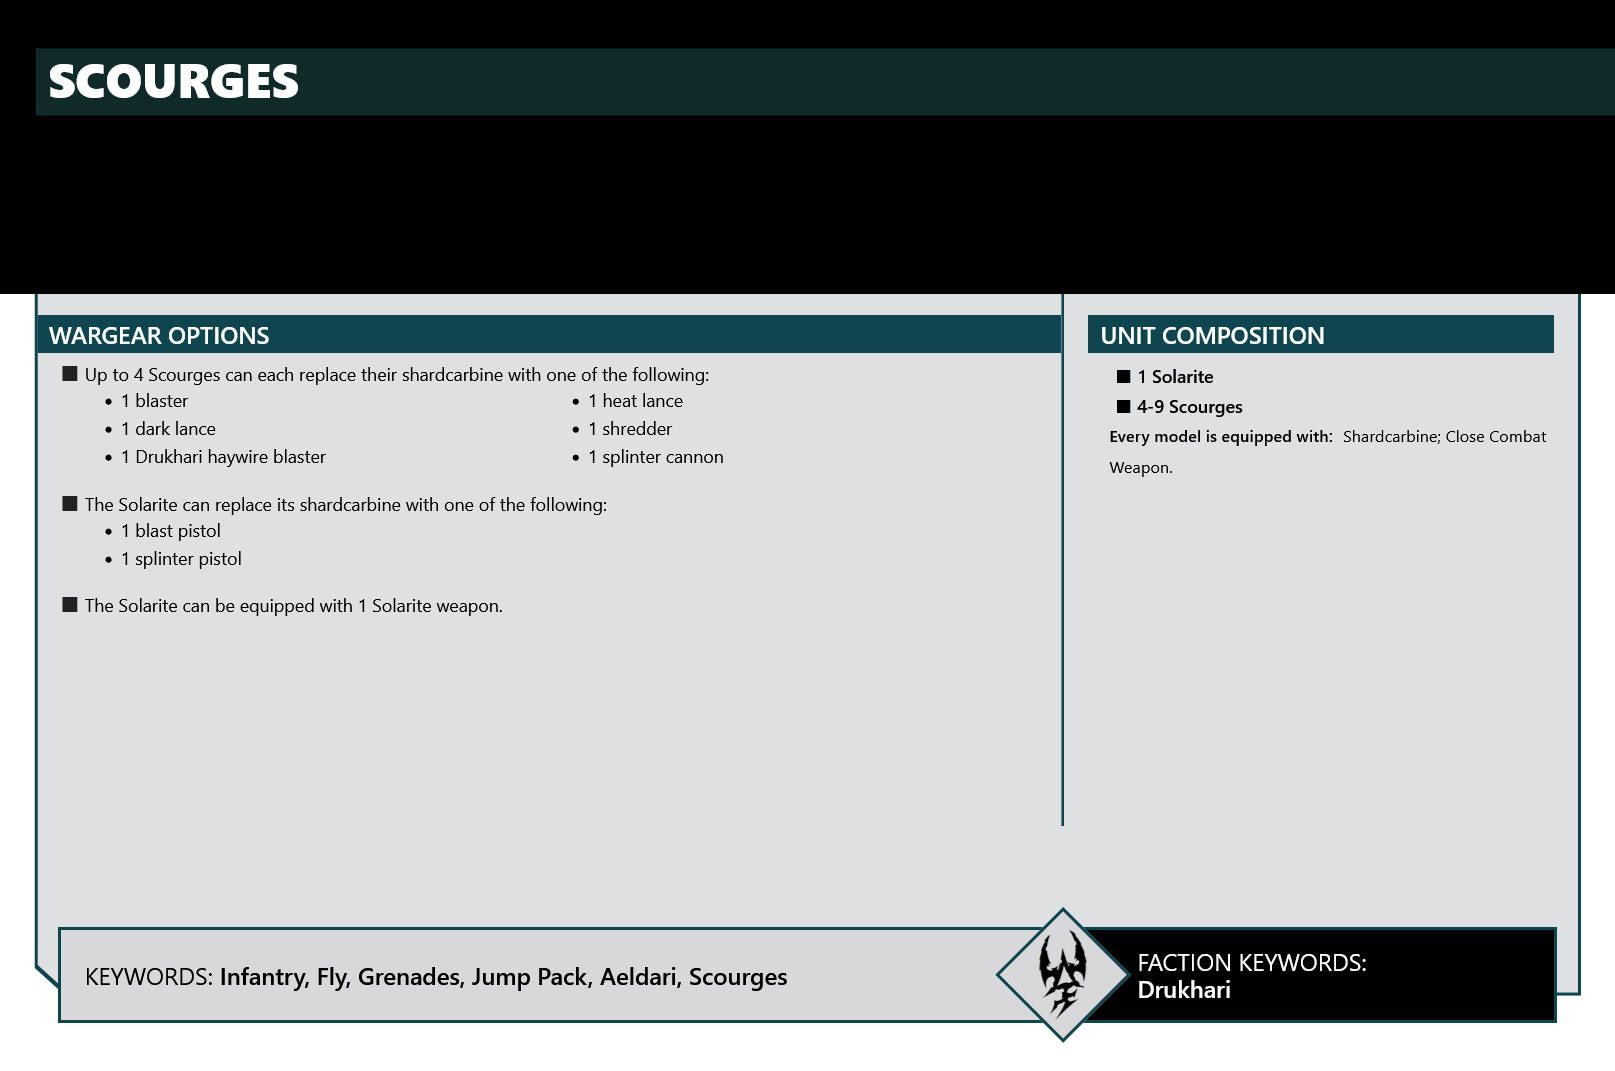 SCOURGES
WARGEAR OPTIONS
Up to 4 Scourges can each replace their shardcarbine with one of the following:
1 blaster
1 dark lance
1 Drukhari haywire blaster
1 heat lance
1 shredder
1 splinter cannon
The Solarite can replace its shardcarbine with one of the following:
1 blast pistol
1 splinter pistol
The Solarite can be equipped with 1 Solarite weapon.
UNIT COMPOSITION
1 Solarite
4-9 Scourges
Every model is equipped with: Shardcarbine; Close Combat
Weapon.
KEYWORDS: Infantry, Fly, Grenades, Jump Pack, Aeldari, Scourges
FACTION KEYWORDS:
Drukhari